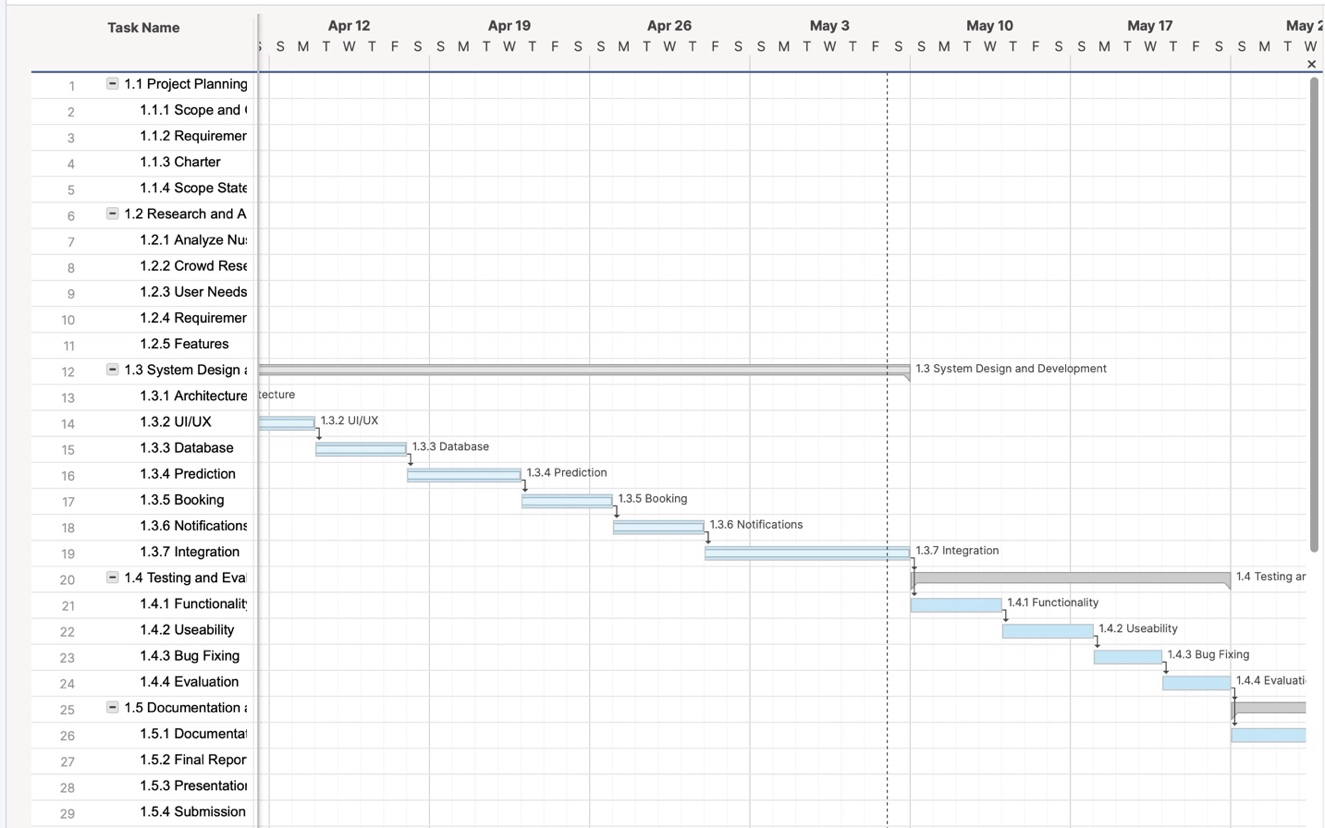 Task Name
Apr 12 Apr 19 Apr 26 May 3 May 10 May 17 May 2
S S M T W T F S S M T W T F S S M T W T F S S M T W T F S S M T W T F S S M T W T F S S M T W
×
1 1.1 Project Planning
2 1.1.1 Scope and
3 1.1.2 Requiremen
4 1.1.3 Charter
5 1.1.4 Scope State
6 1.2 Research and A
7 1.2.1 Analyze Nu
8 1.2.2 Crowd Rese
9 1.2.3 User Needs
10 1.2.4 Requiremen
11 1.2.5 Features
12 1.3 System Design 1.3 System Design and Development
13 1.3.1 Architecture tecture
14 1.3.2 UI/UX 1.3.2 UI/UX
15 1.3.3 Database 1.3.3 Database
16 1.3.4 Prediction 1.3.4 Prediction
17 1.3.5 Booking 1.3.5 Booking
18 1.3.6 Notifications 1.3.6 Notifications
19 1.3.7 Integration 1.3.7 Integration
20 1.4 Testing and Eval 1.4 Testing ar
21 1.4.1 Functionalit 1.4.1 Functionality
22 1.4.2 Useability 1.4.2 Useability
23 1.4.3 Bug Fixing 1.4.3 Bug Fixing
24 1.4.4 Evaluation 1.4.4 Evaluati
25 1.5 Documentation
26 1.5.1 Documenta
27 1.5.2 Final Repor
28 1.5.3 Presentation
29 1.5.4 Submission